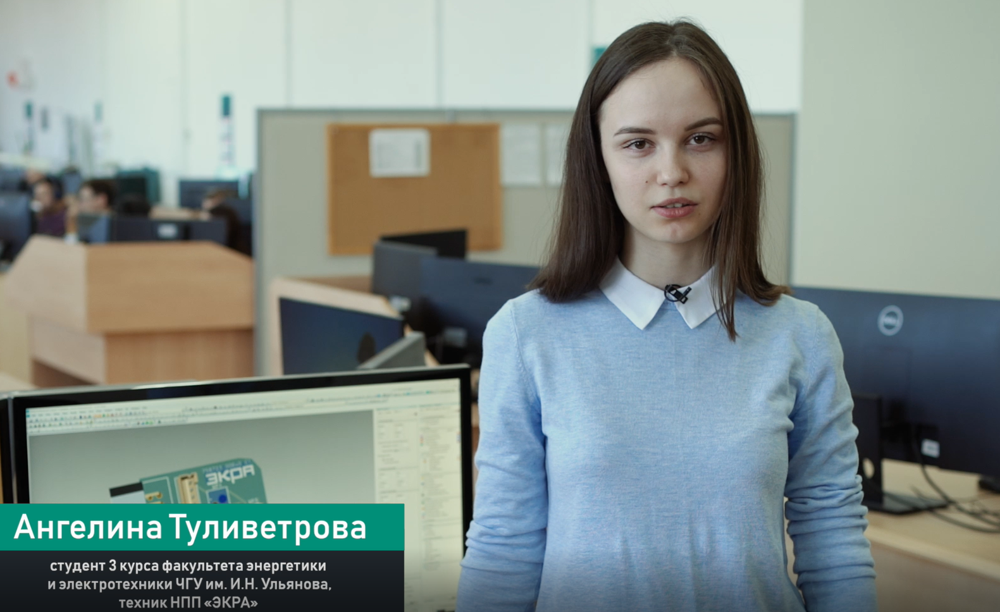 DELL
ЭКРА
Ангелина Туливетрова
студент 3 курса факультета энергетики
и электротехники ЧГУ им. И.Н. Ульянова,
техник НПП «ЭКРА»